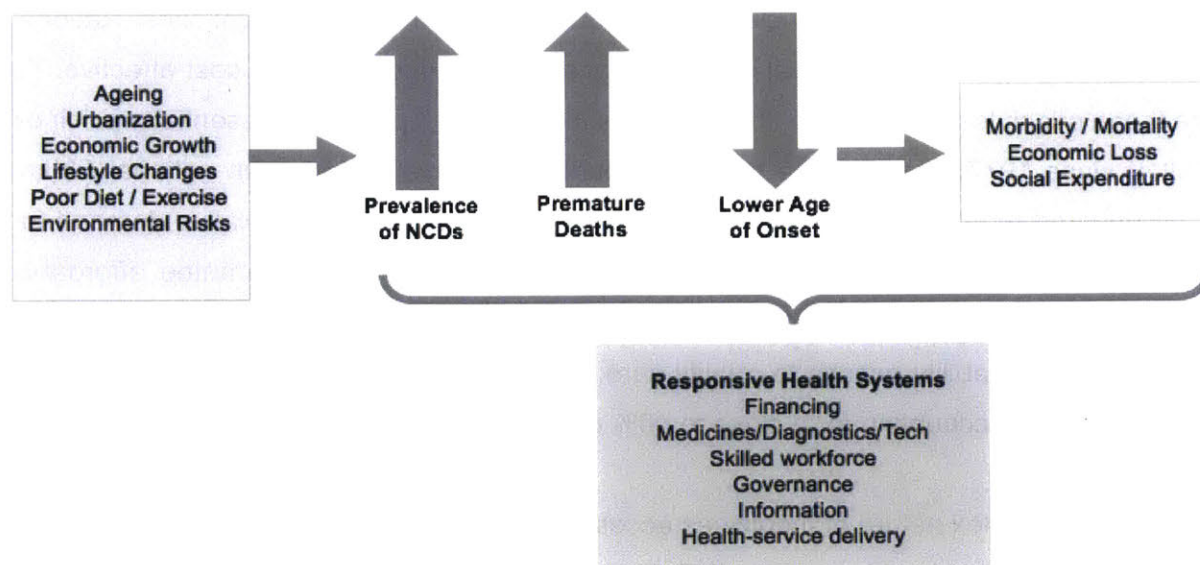 Ageing
Urbanization
Economic Growth
Lifestyle Changes
Poor Diet / Exercise
Environmental Risks
Prevalence
of NCDs
Premature
Deaths
Lower Age
of Onset
Morbidity / Mortality
Economic Loss
Social Expenditure
Responsive Health Systems
Financing
Medicines/Diagnostics/Tech
Skilled workforce
Governance
Information
Health-service delivery